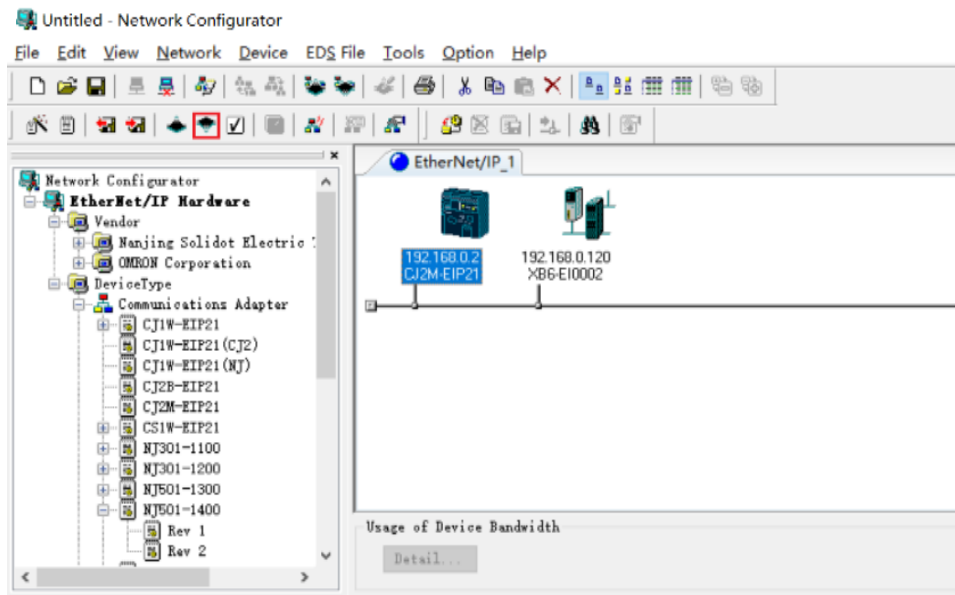 Untitled - Network Configurator
File Edit View Network Device EDS File Tools Option Help
EtherNet/IP_1
Network Configurator
EtherNet/IP Hardware
Vendor
Nanjing Solidot Electric
OMRON Corporation
DeviceType
Communications Adapter
CJ1W-EIP21
CJ1W-EIP21(CJ2)
CJ1W-EIP21(NJ)
CJ2B-EIP21
CJ2M-EIP21
CS1W-EIP21
NJ301-1100
NJ301-1200
NJ501-1300
NJ501-1400
Rev 1
Rev 2
192.168.0.2
CJ2M-EIP21
192.168.0.120
XB6-EI0002
Usage of Device Bandwidth
Detail...